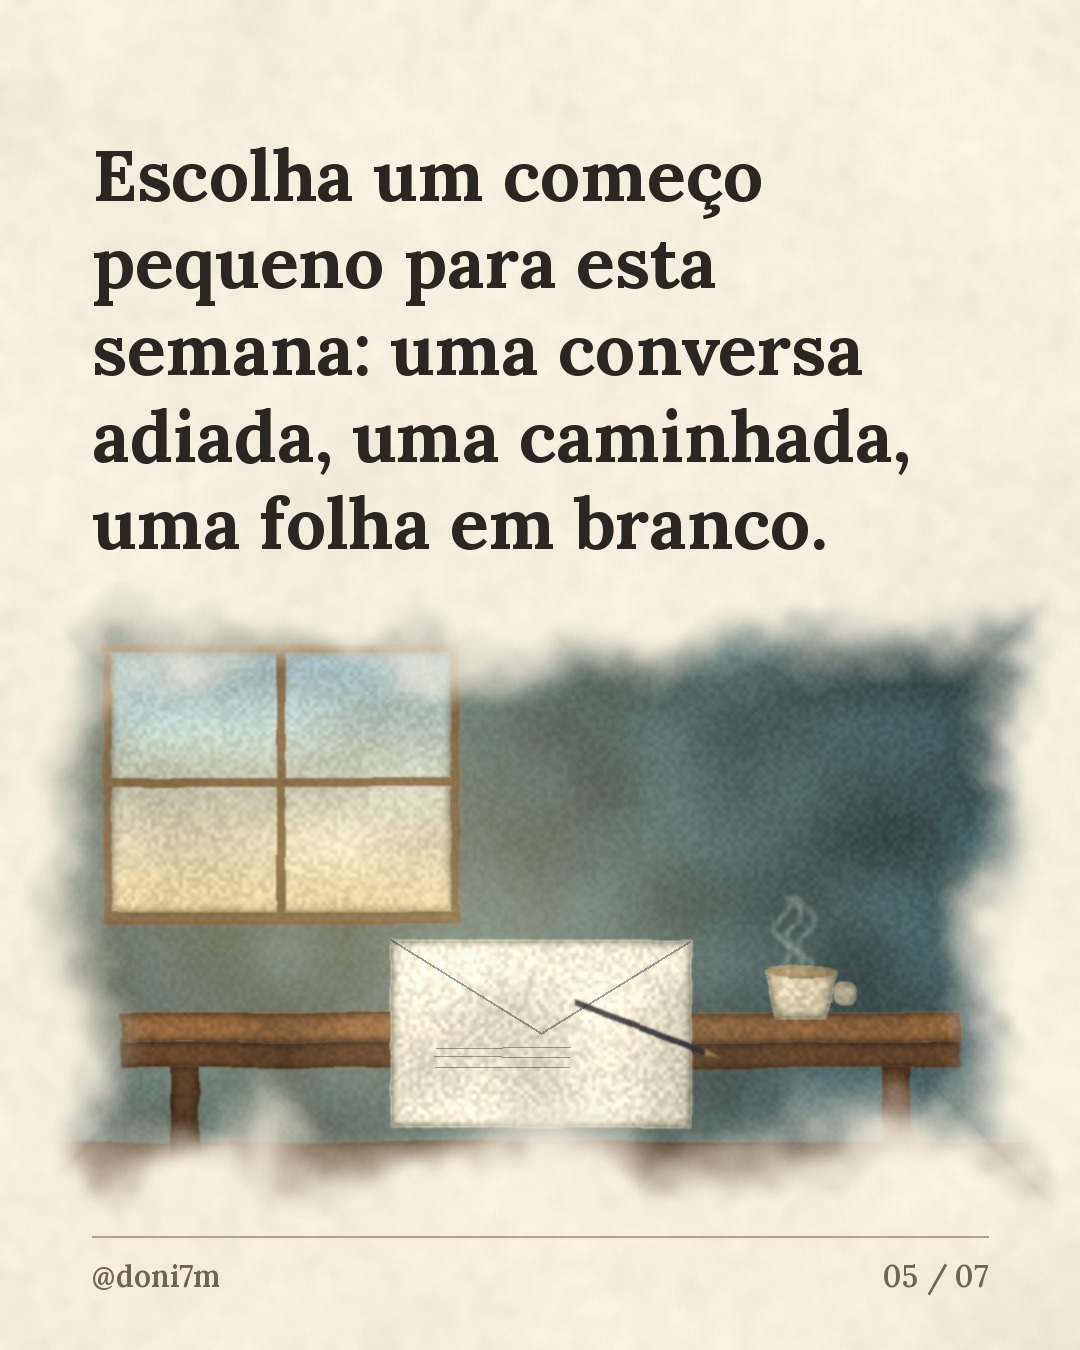 Escolha um começo
pequeno para esta
semana: uma conversa
adiada, uma caminhada,
uma folha em branco.
@doni7m
05 / 07